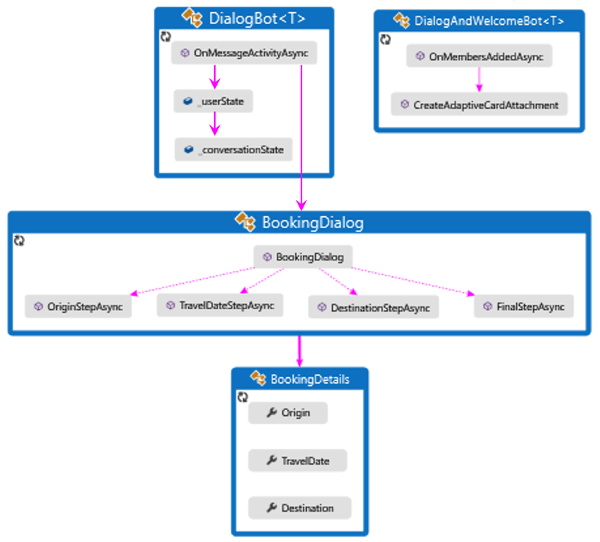 DialogBot<T>
OnMessageActivityAsync
_userState
_conversationState
DialogAndWelcomeBot<T>
OnMembersAddedAsync
CreateAdaptiveCardAttachment
BookingDialog
BookingDialog
OriginStepAsync
TravelDateStepAsync
DestinationStepAsync
FinalStepAsync
BookingDetails
Origin
TravelDate
Destination